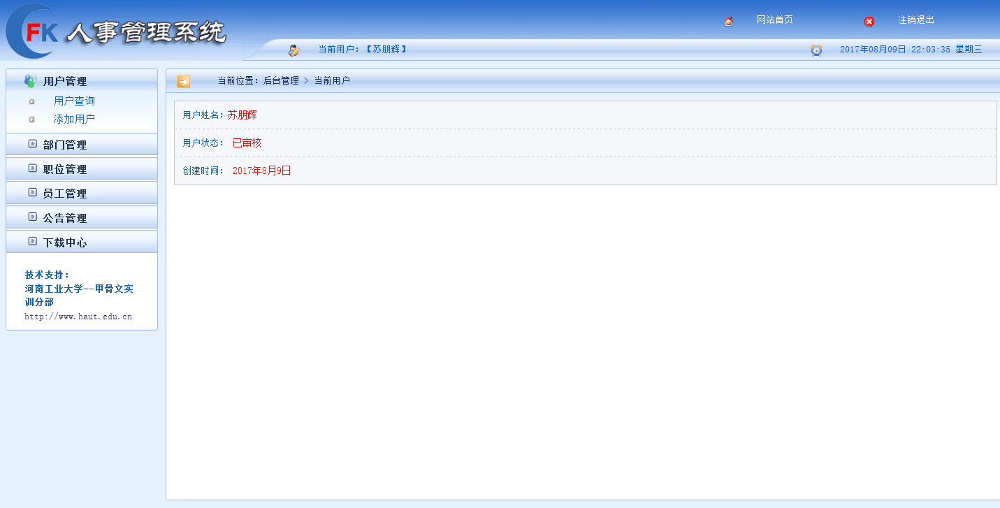 FK 人事管理系统
网站首页
注销退出
当前用户：【苏朋辉】
2017年08月09日 22:03:35 星期三
用户管理
用户查询
添加用户
部门管理
职位管理
员工管理
公告管理
下载中心
技术支持：
河南工业大学--甲骨文实
训分部
http://www.haut.edu.cn
当前位置：后台管理 > 当前用户
用户姓名：苏朋辉
用户状态： 已审核
创建时间： 2017年8月9日